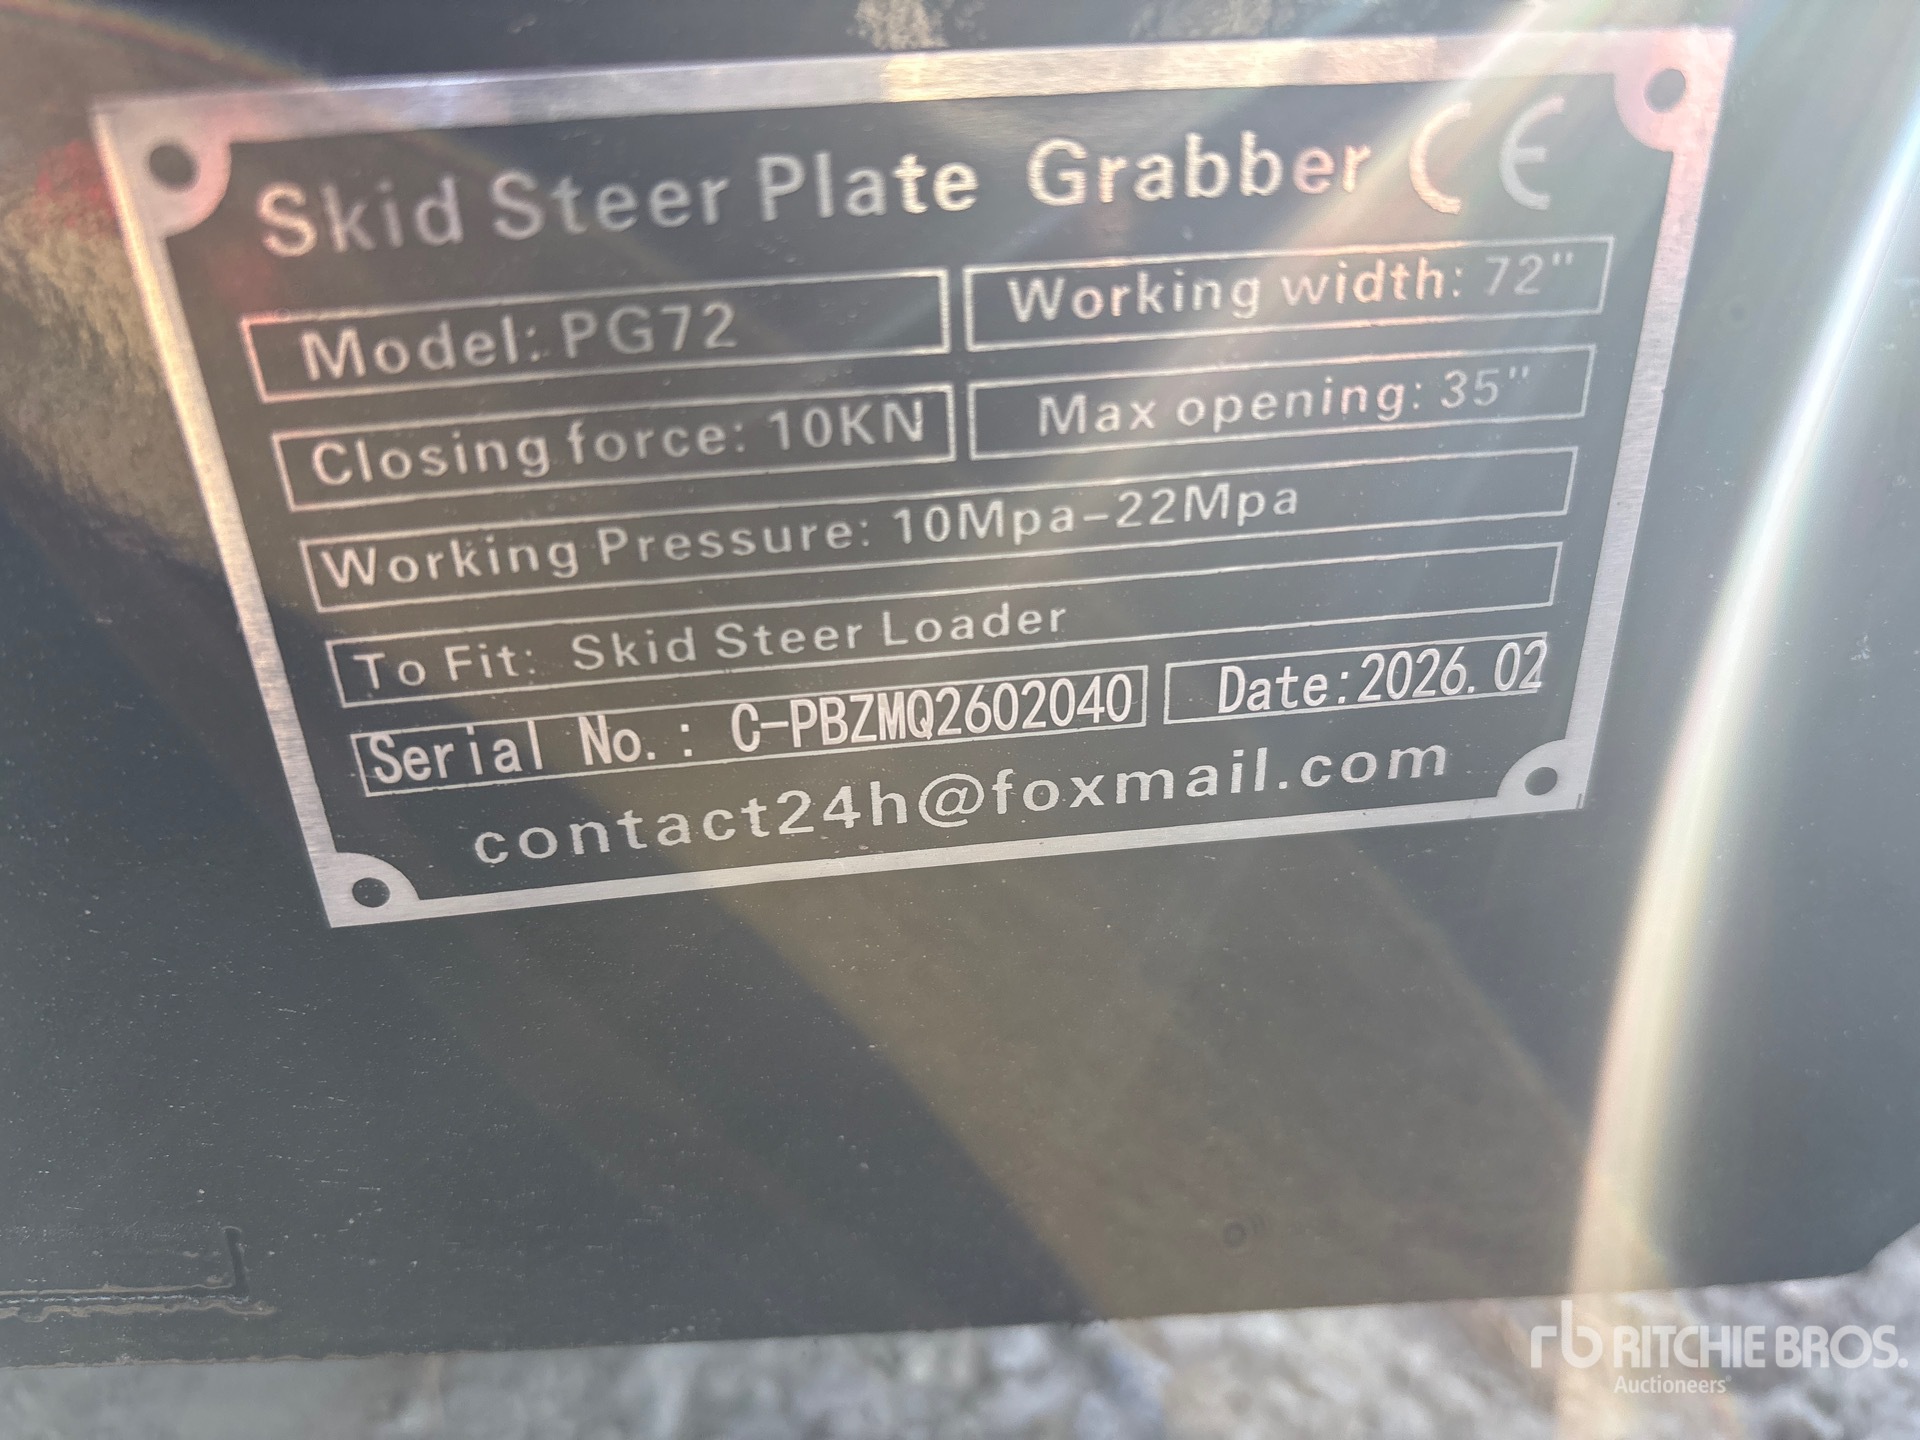 Skid Steer Plate Grabber CE
Model: PG72
Working width: 72"
Closing force: 10KN
Max opening: 35"
Working Pressure: 10Mpa-22Mpa
To Fit: Skid Steer Loader
Serial No.: C-PBZMQ2602040
Date:2026.02
contact24h@foxmail.com
rb RITCHIE BROS.
Auctioneers